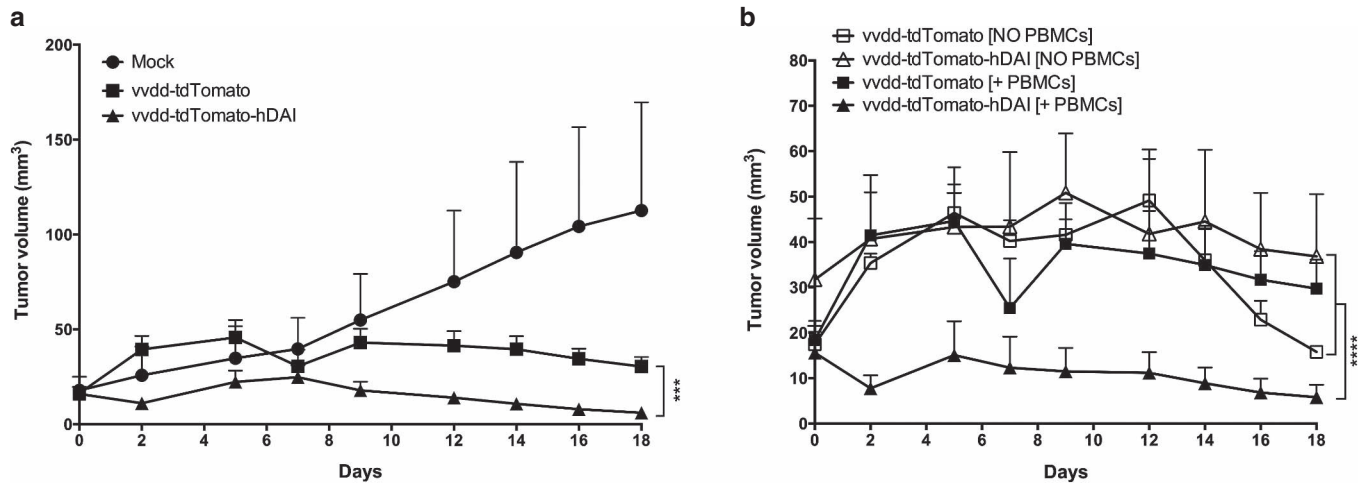 a
200
150
100
50
0
Tumor volume (mm³)
Mock
vvdd-tdTomato
vvdd-tdTomato-hDAI
0 2 4 6 8 10 12 14 16 18
Days
***
b
vvdd-tdTomato [NO PBMCs]
vvdd-tdTomato-hDAI [NO PBMCs]
vvdd-tdTomato [+ PBMCs]
vvdd-tdTomato-hDAI [+ PBMCs]
80
70
60
50
40
30
20
10
0
Tumor volume (mm³)
0 2 4 6 8 10 12 14 16 18
Days
****